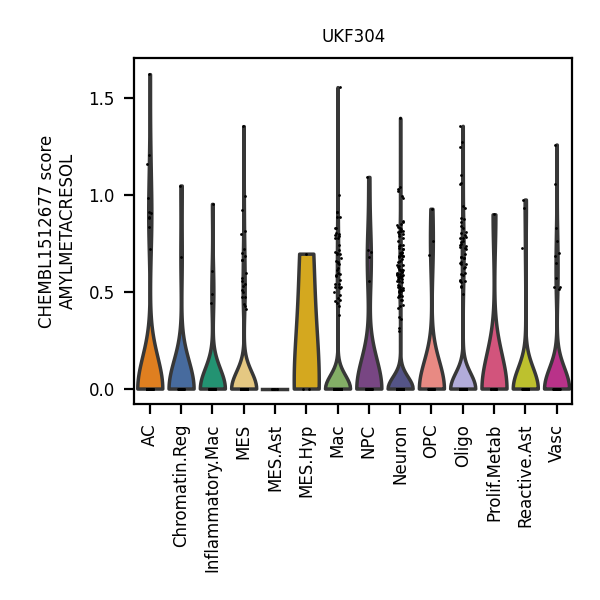 UKF304
CHEMBL1512677 score
AMYLMETACRESOL
1.5
1.0
0.5
0.0
AC
Chromatin.Reg
Inflammatory.Mac
MES
MES.Ast
MES.Hyp
Mac
NPC
Neuron
OPC
Oligo
Prolif.Metab
Reactive.Ast
Vasc